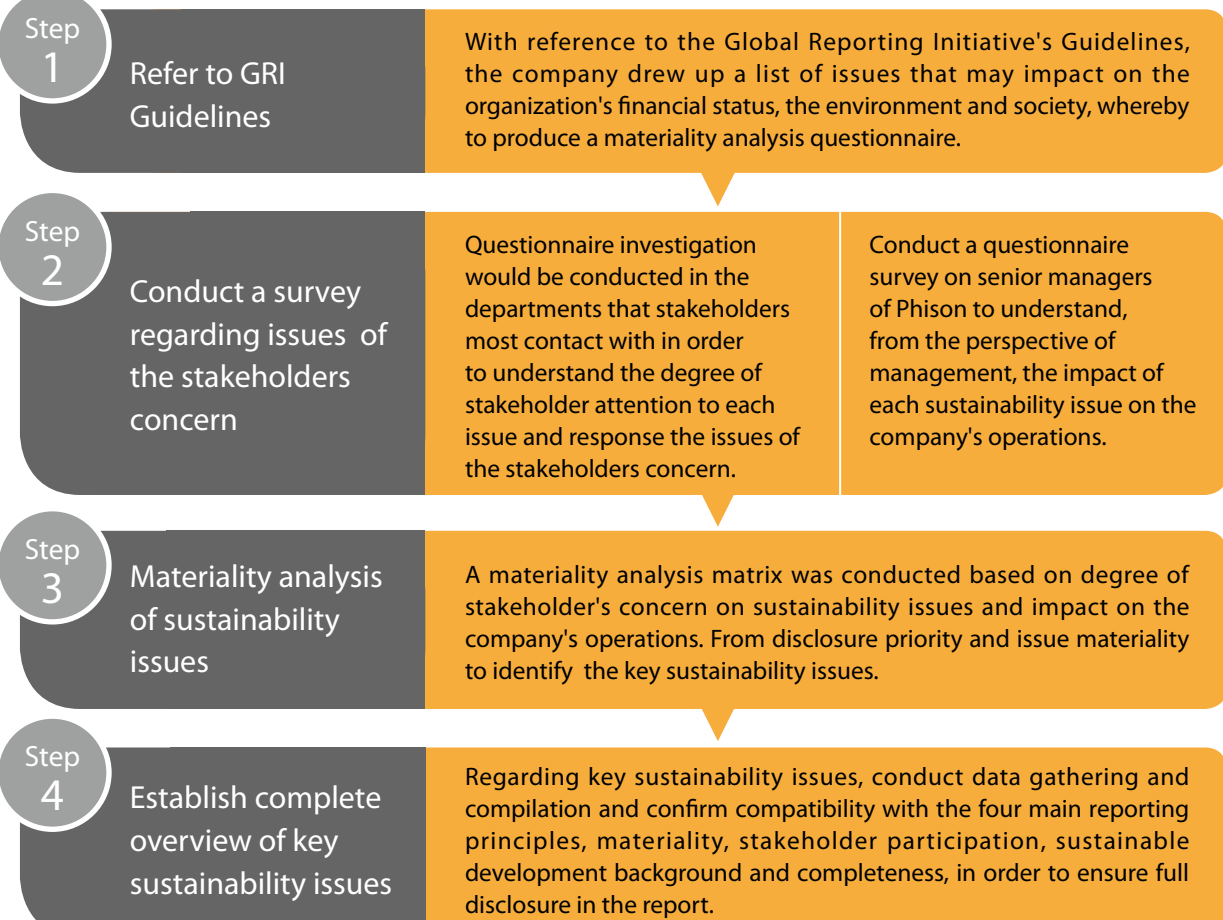 Step
1
Refer to GRI
Guidelines
With reference to the Global Reporting Initiative's Guidelines,
the company drew up a list of issues that may impact on the
organization's financial status, the environment and society, whereby
to produce a materiality analysis questionnaire.
Step
2
Conduct a survey
regarding issues of
the stakeholders
concern
Questionnaire investigation
would be conducted in the
departments that stakeholders
most contact with in order
to understand the degree of
stakeholder attention to each
issue and response the issues of
the stakeholders concern.
Conduct a questionnaire
survey on senior managers
of Phison to understand,
from the perspective of
management, the impact of
each sustainability issue on the
company's operations.
Step
3
Materiality analysis
of sustainability
issues
A materiality analysis matrix was conducted based on degree of
stakeholder's concern on sustainability issues and impact on the
company's operations. From disclosure priority and issue materiality
to identify the key sustainability issues.
Step
4
Establish complete
overview of key
sustainability issues
Regarding key sustainability issues, conduct data gathering and
compilation and confirm compatibility with the four main reporting
principles, materiality, stakeholder participation, sustainable
development background and completeness, in order to ensure full
disclosure in the report.